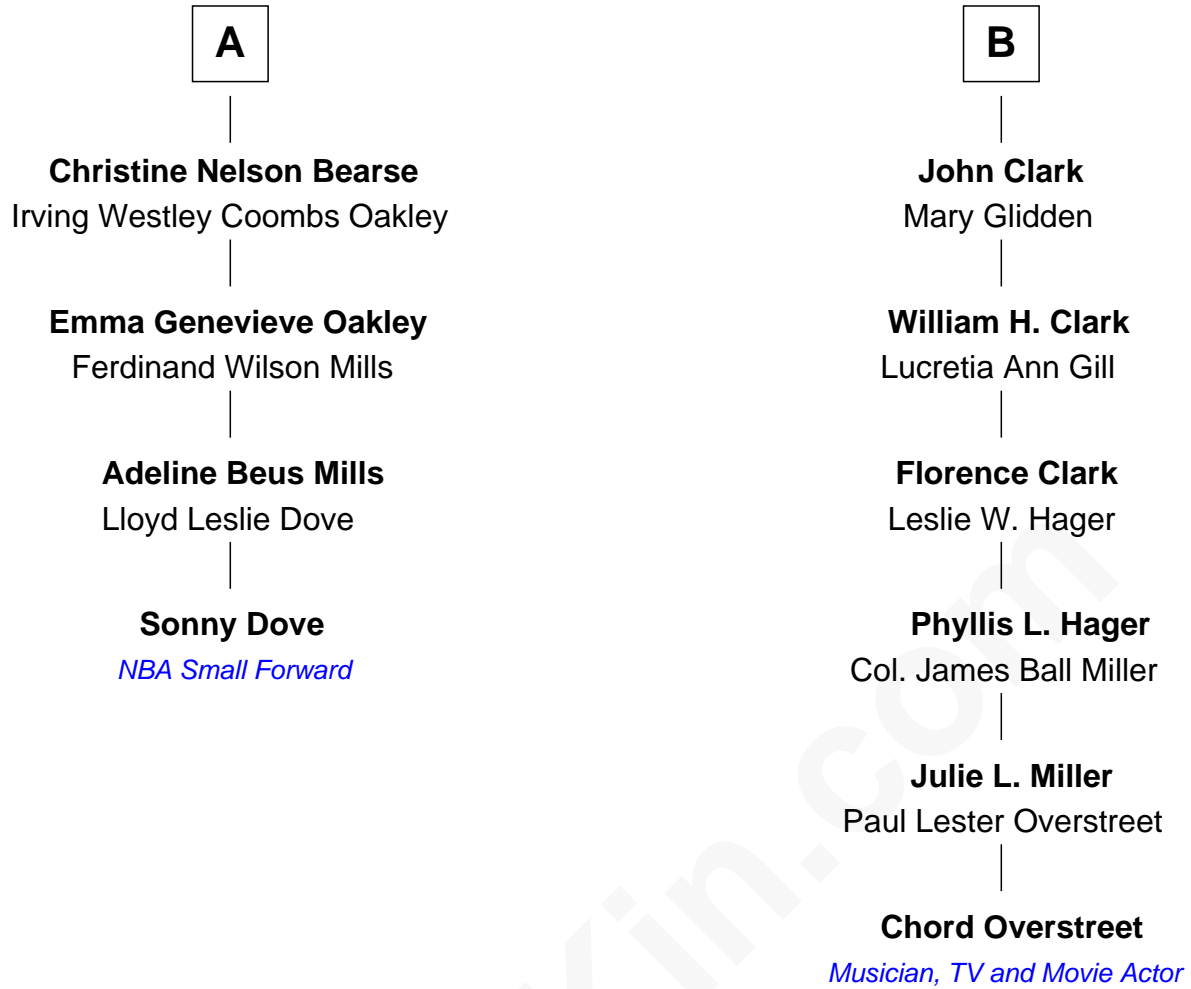 A
Christine Nelson Bearse
Irving Westley Coombs Oakley
Emma Genevieve Oakley
Ferdinand Wilson Mills
Adeline Beus Mills
Lloyd Leslie Dove
Sonny Dove
NBA Small Forward
B
John Clark
Mary Glidden
William H. Clark
Lucretia Ann Gill
Florence Clark
Leslie W. Hager
Phyllis L. Hager
Col. James Ball Miller
Julie L. Miller
Paul Lester Overstreet
Chord Overstreet
Musician, TV and Movie Actor